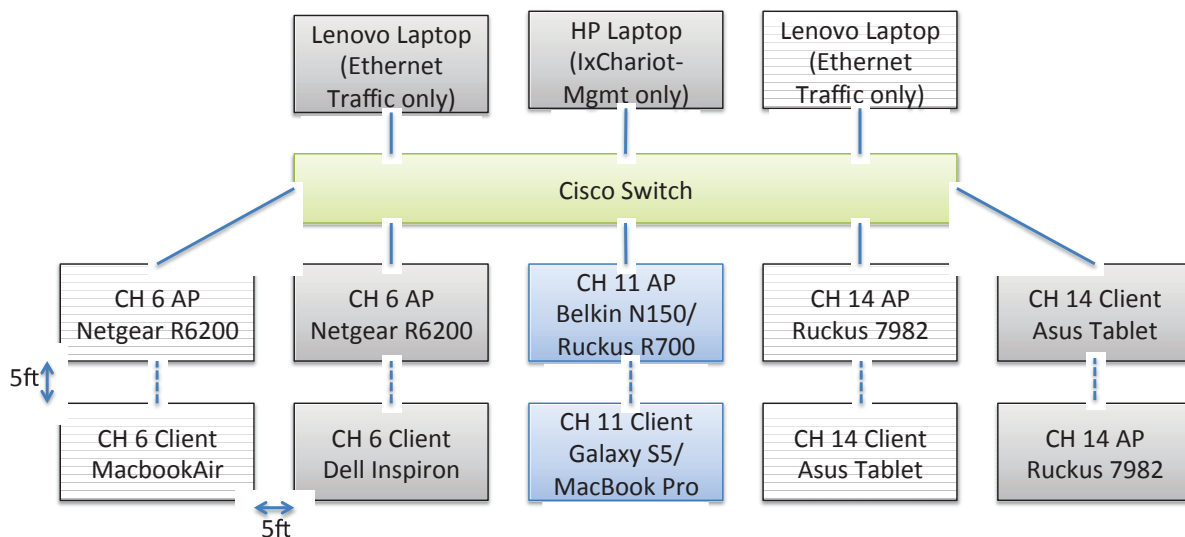 Lenovo Laptop
(Ethernet
Traffic only)
HP Laptop
(IxChariot-
Mgmt only)
Lenovo Laptop
(Ethernet
Traffic only)
Cisco Switch
CH 6 AP
Netgear R6200
CH 6 AP
Netgear R6200
CH 11 AP
Belkin N150/
Ruckus R700
CH 14 AP
Ruckus 7982
CH 14 Client
Asus Tablet
5ft
CH 6 Client
MacbookAir
CH 6 Client
Dell Inspiron
CH 11 Client
Galaxy S5/
MacBook Pro
CH 14 Client
Asus Tablet
CH 14 AP
Ruckus 7982
5ft